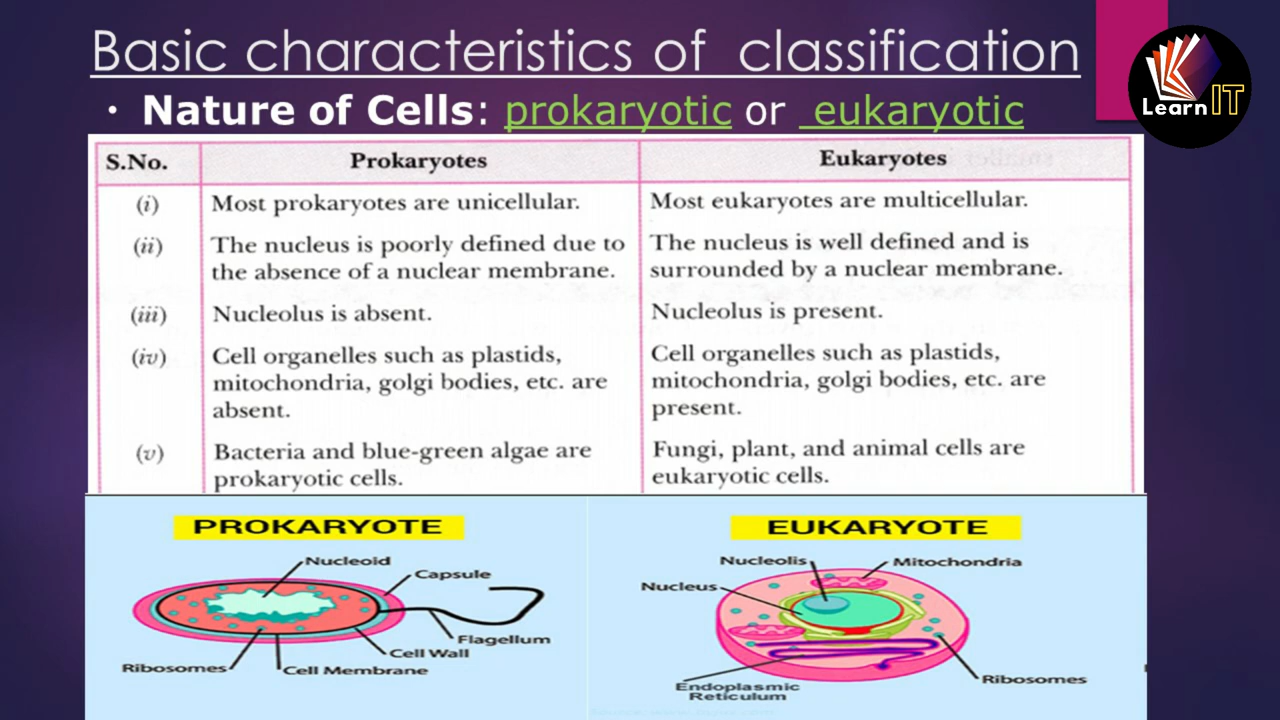 Basic characteristics of classification
Learn IT
• Nature of Cells: prokaryotic or eukaryotic
S.No. Prokaryotes Eukaryotes
(i) Most prokaryotes are unicellular. Most eukaryotes are multicellular.
(ii) The nucleus is poorly defined due to The nucleus is well defined and is
the absence of a nuclear membrane. surrounded by a nuclear membrane.
(iii) Nucleolus is absent. Nucleolus is present.
(iv) Cell organelles such as plastids, Cell organelles such as plastids,
mitochondria, golgi bodies, etc. are mitochondria, golgi bodies, etc. are
absent. present.
(v) Bacteria and blue-green algae are Fungi, plant, and animal cells are
prokaryotic cells. eukaryotic cells.
PROKARYOTE
Nucleoid
Capsule
Flagellum
Cell Wall
Ribosomes
Cell Membrane
EUKARYOTE
Nucleolis
Mitochondria
Nucleus
Ribosomes
Endoplasmic
Reticulum